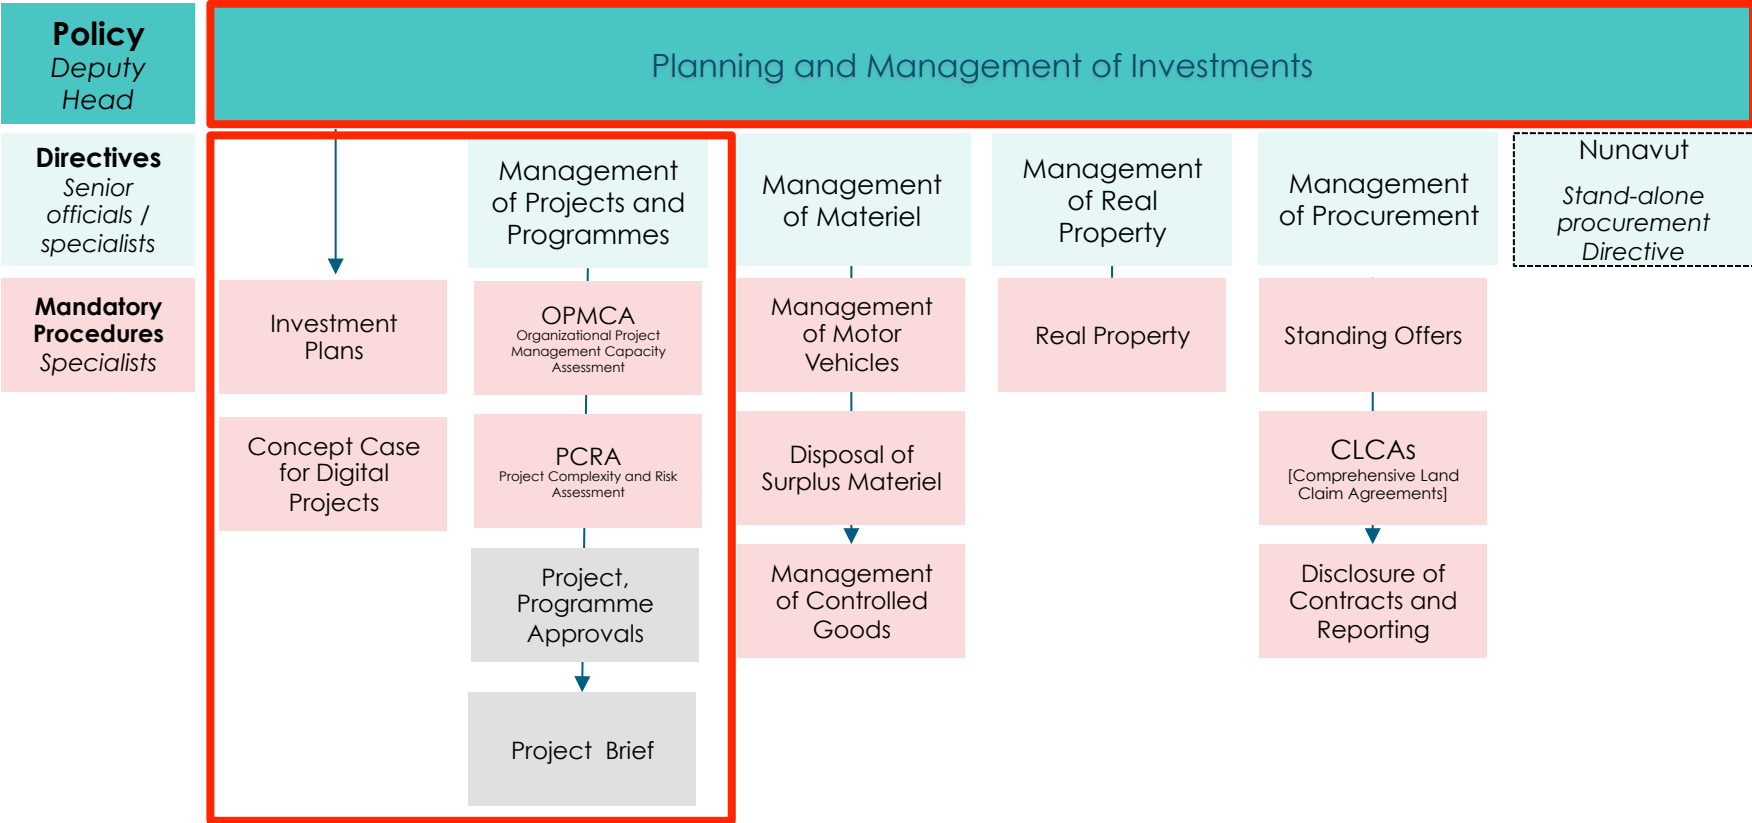 Policy
Deputy
Head
Planning and Management of Investments
Directives
Senior
officials /
specialists
Management
of Projects and
Programmes
Management
of Materiel
Management
of Real
Property
Management
of Procurement
Nunavut
Stand-alone
procurement
Directive
Mandatory
Procedures
Specialists
Investment
Plans
OPMCA
Organizational Project
Management Capacity
Assessment
Management
of Motor
Vehicles
Real Property
Standing Offers
Concept Case
for Digital
Projects
PCRA
Project Complexity and Risk
Assessment
Disposal of
Surplus Materiel
CLCAs
[Comprehensive Land
Claim Agreements]
Project,
Programme
Approvals
Management
of Controlled
Goods
Disclosure of
Contracts and
Reporting
Project Brief